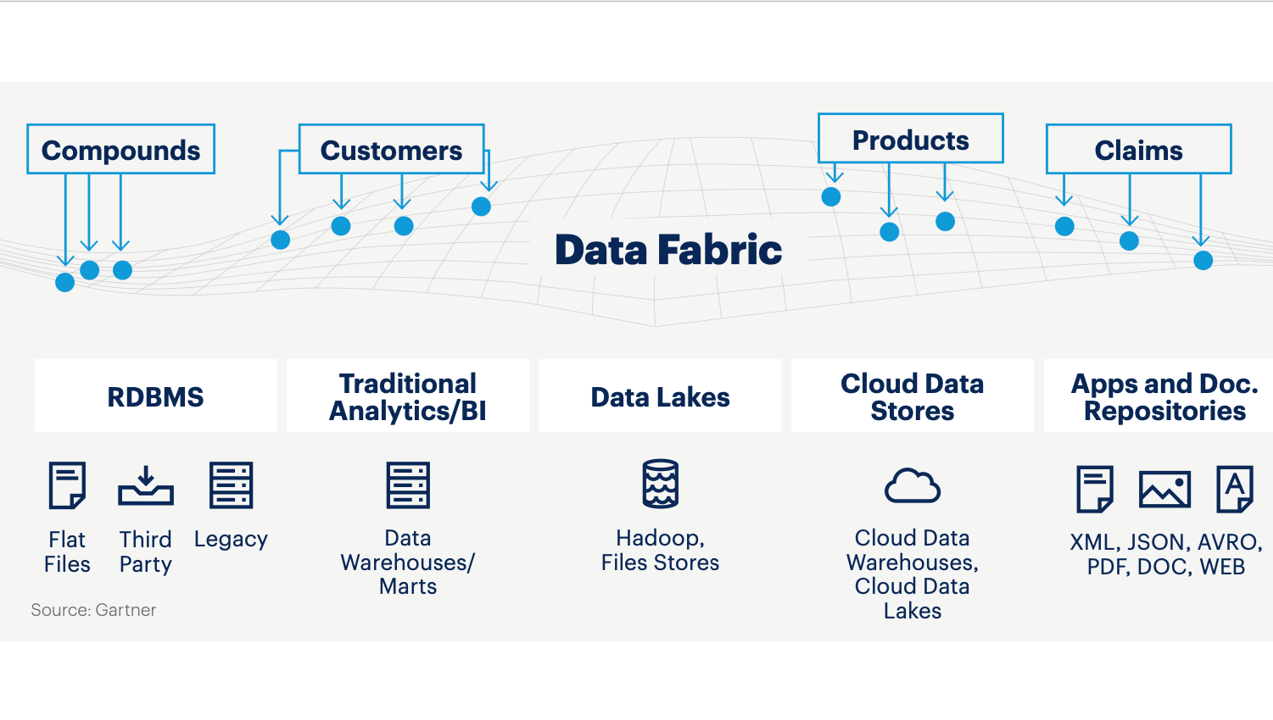 Compounds
Customers
Products
Claims
Data Fabric
RDBMS
Traditional
Analytics/BI
Data Lakes
Cloud Data
Stores
Apps and Doc.
Repositories
Flat
Files
Third
Party
Legacy
Data
Warehouses/
Marts
Hadoop,
Files Stores
Cloud Data
Warehouses,
Cloud Data
Lakes
A
XML, JSON, AVRO,
PDF, DOC, WEB
Source: Gartner